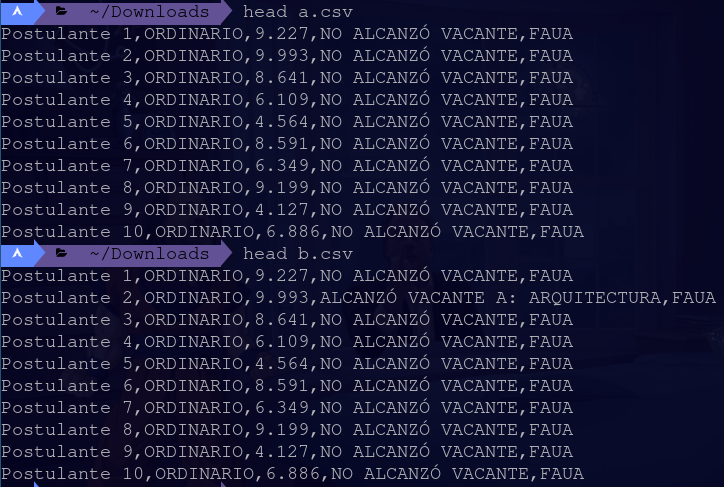 ~/Downloads head a.csv
Postulante 1,ORDINARIO,9.227,NO ALCANZÓ VACANTE,FAUA
Postulante 2,ORDINARIO,9.993,NO ALCANZÓ VACANTE,FAUA
Postulante 3,ORDINARIO,8.641,NO ALCANZÓ VACANTE,FAUA
Postulante 4,ORDINARIO,6.109,NO ALCANZÓ VACANTE,FAUA
Postulante 5,ORDINARIO,4.564,NO ALCANZÓ VACANTE,FAUA
Postulante 6,ORDINARIO,8.591,NO ALCANZÓ VACANTE,FAUA
Postulante 7,ORDINARIO,6.349,NO ALCANZÓ VACANTE,FAUA
Postulante 8,ORDINARIO,9.199,NO ALCANZÓ VACANTE,FAUA
Postulante 9,ORDINARIO,4.127,NO ALCANZÓ VACANTE,FAUA
Postulante 10,ORDINARIO,6.886,NO ALCANZÓ VACANTE,FAUA
~/Downloads head b.csv
Postulante 1,ORDINARIO,9.227,NO ALCANZÓ VACANTE,FAUA
Postulante 2,ORDINARIO,9.993,ALCANZÓ VACANTE A: ARQUITECTURA,FAUA
Postulante 3,ORDINARIO,8.641,NO ALCANZÓ VACANTE,FAUA
Postulante 4,ORDINARIO,6.109,NO ALCANZÓ VACANTE,FAUA
Postulante 5,ORDINARIO,4.564,NO ALCANZÓ VACANTE,FAUA
Postulante 6,ORDINARIO,8.591,NO ALCANZÓ VACANTE,FAUA
Postulante 7,ORDINARIO,6.349,NO ALCANZÓ VACANTE,FAUA
Postulante 8,ORDINARIO,9.199,NO ALCANZÓ VACANTE,FAUA
Postulante 9,ORDINARIO,4.127,NO ALCANZÓ VACANTE,FAUA
Postulante 10,ORDINARIO,6.886,NO ALCANZÓ VACANTE,FAUA